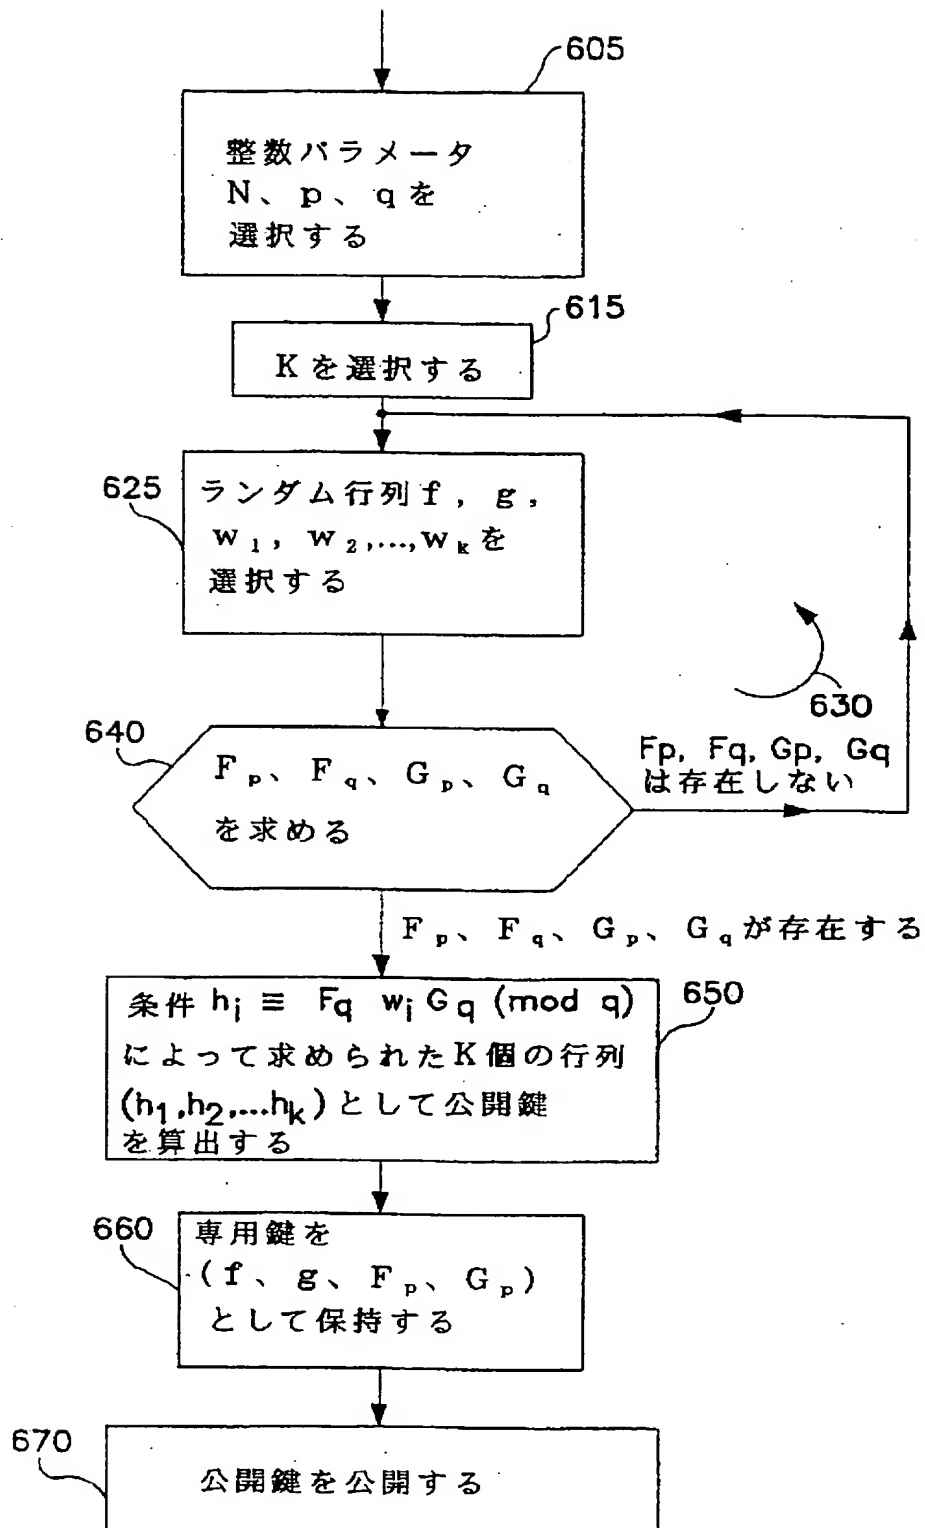 605
整数パラメータ
N、p、qを
選択する
615
Kを選択する
625
ランダム行列f, g,
w₁, w₂,...,wₖを
選択する
630
640
Fₚ、F_q、Gₚ、G_q
を求める
Fp, Fq, Gp, Gq
は存在しない
Fₚ、F_q、Gₚ、G_qが存在する
650
条件 hᵢ ≡ Fq wᵢ Gq (mod q)
によって求められたK個の行列
(h₁,h₂,...hₖ)として公開鍵
を算出する
660
専用鍵を
(f、g、Fₚ、Gₚ)
として保持する
670
公開鍵を公開する